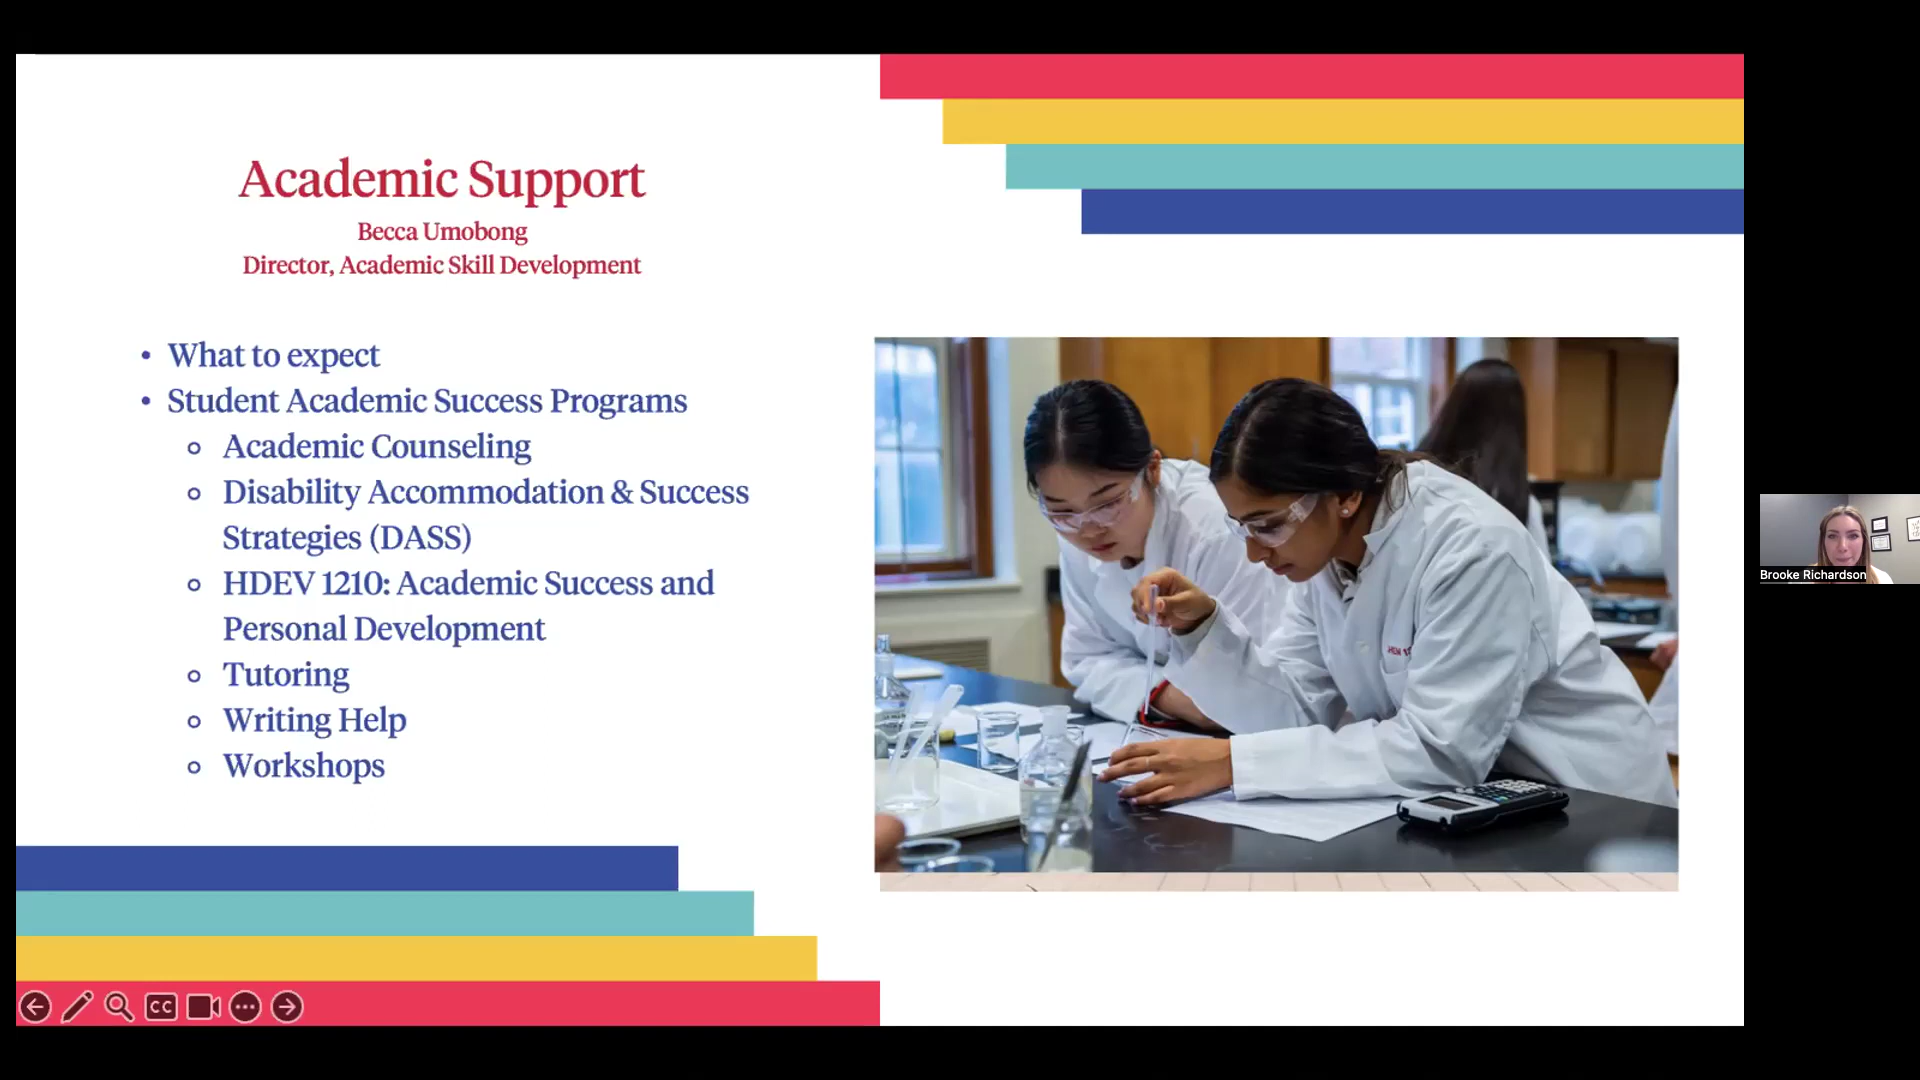 Academic Support
Becca Umobong
Director, Academic Skill Development
• What to expect
• Student Academic Success Programs
○ Academic Counseling
○ Disability Accommodation & Success
Strategies (DASS)
○ HDEV 1210: Academic Success and
Personal Development
○ Tutoring
○ Writing Help
○ Workshops
CC
Brooke Richardson